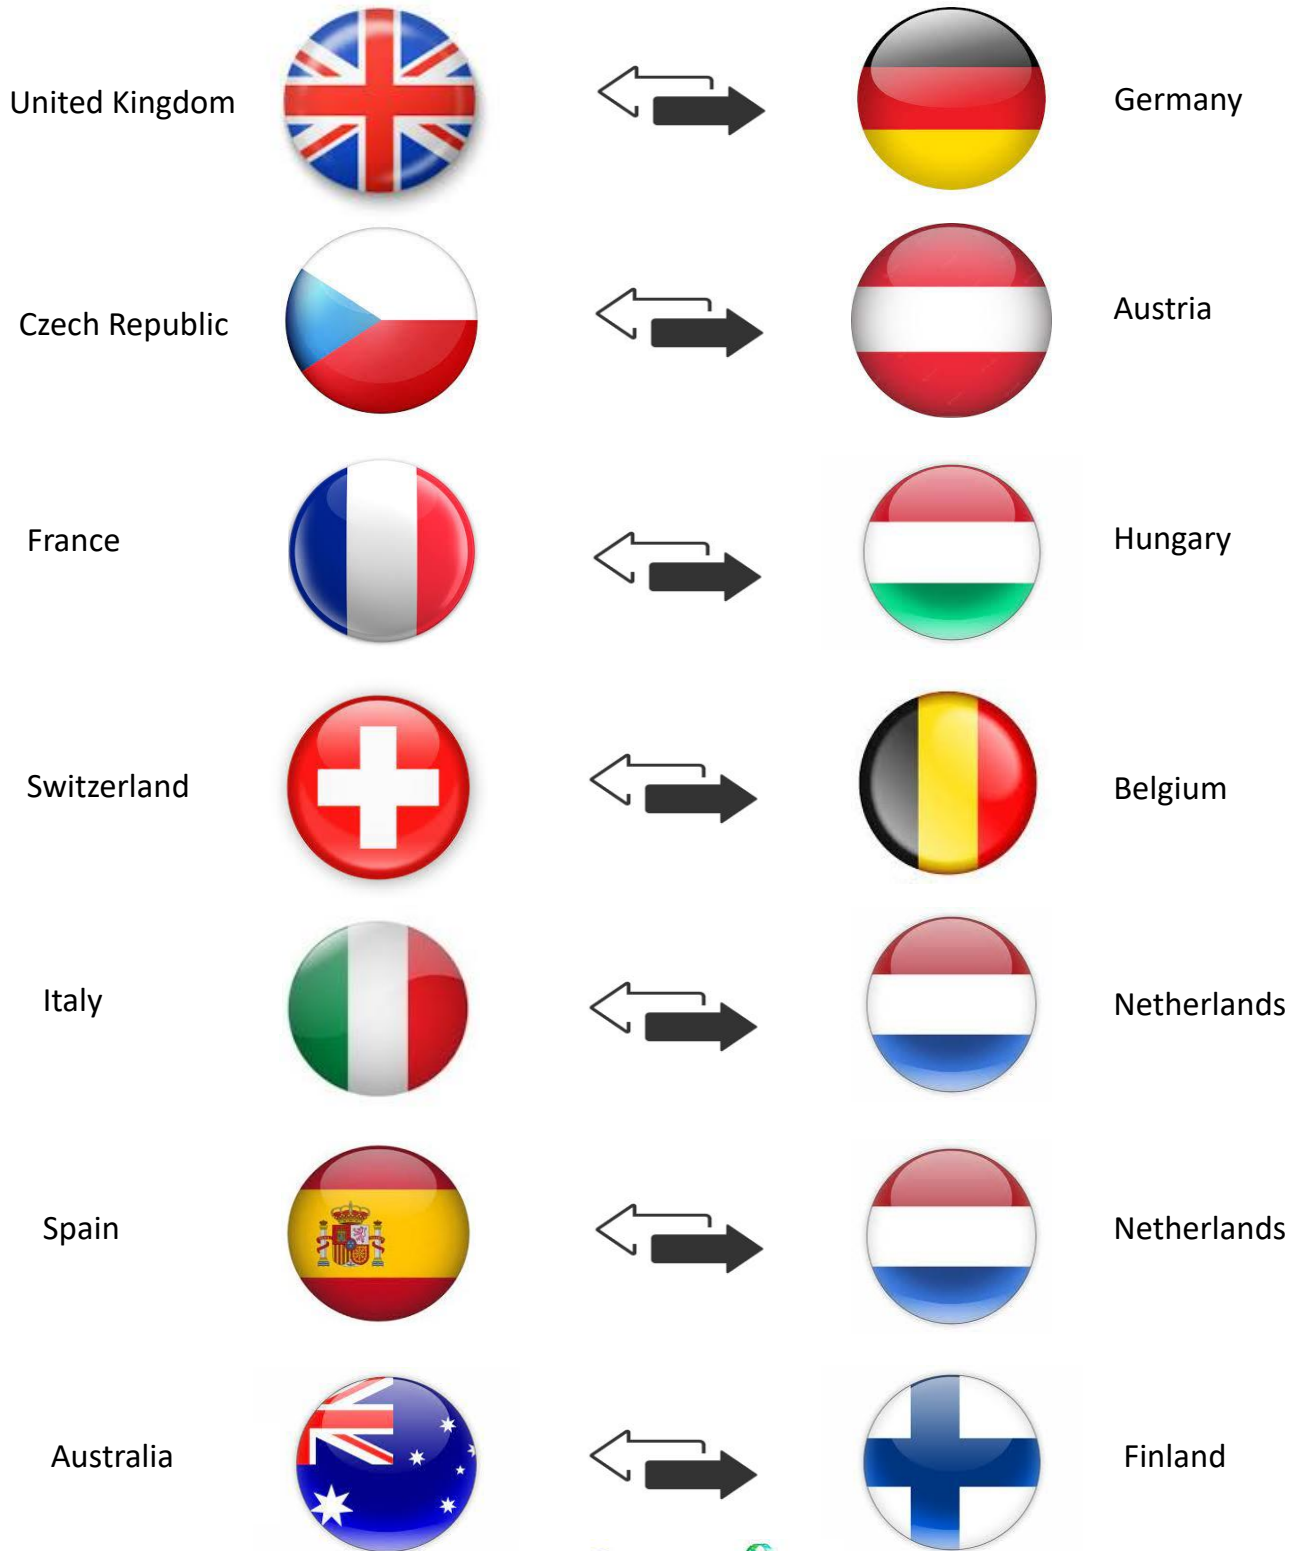 United Kingdom
Germany
Czech Republic
Austria
France
Hungary
Switzerland
Belgium
Italy
Netherlands
Spain
Netherlands
Australia
Finland